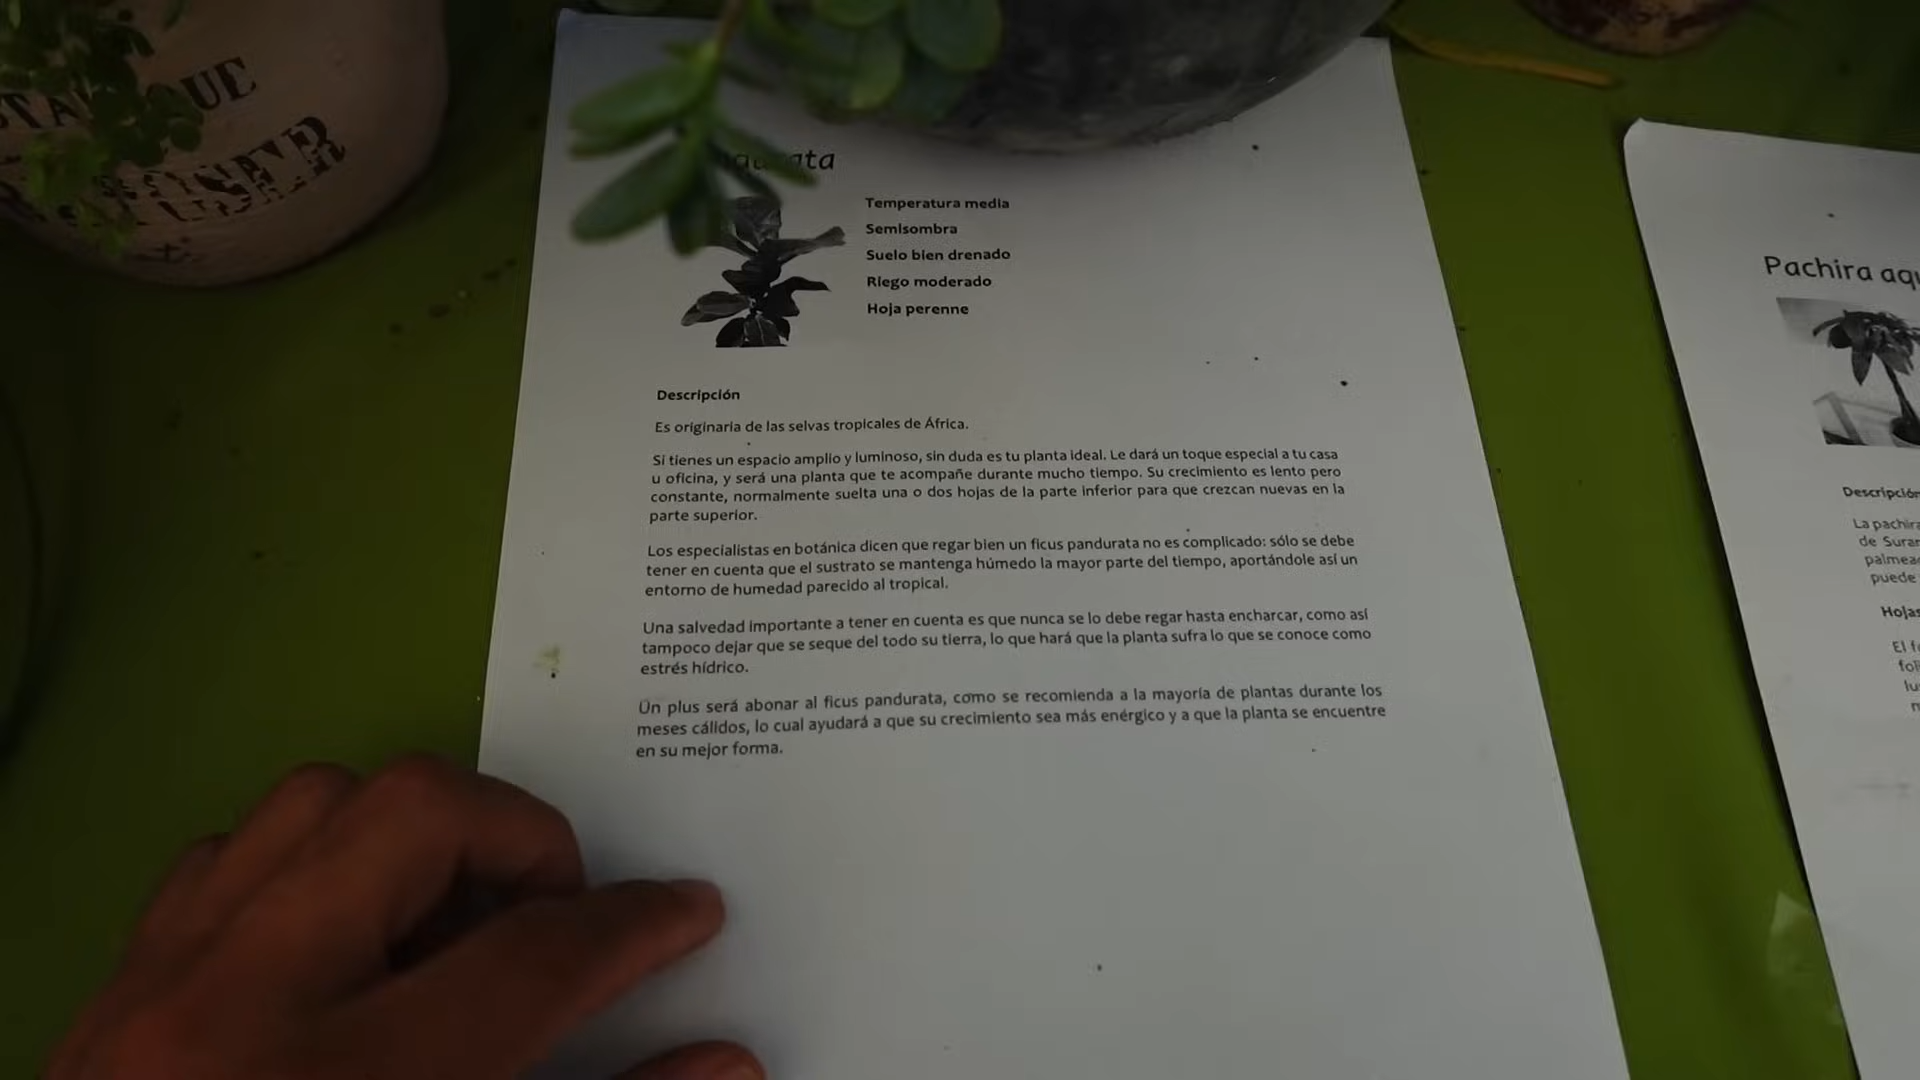 Temperatura media
Semisombra
Suelo bien drenado
Riego moderado
Hoja perenne
Descripción
Es originaria de las selvas tropicales de África.
Si tienes un espacio amplio y luminoso, sin duda es tu planta ideal. Le dará un toque especial a tu casa
u oficina, y será una planta que te acompañe durante mucho tiempo. Su crecimiento es lento pero
constante, normalmente suelta una o dos hojas de la parte inferior para que crezcan nuevas en la
parte superior.
Los especialistas en botánica dicen que regar bien un ficus pandurata no es complicado: sólo se debe
tener en cuenta que el sustrato se mantenga húmedo la mayor parte del tiempo, aportándole así un
entorno de humedad parecido al tropical.
Una salvedad importante a tener en cuenta es que nunca se lo debe regar hasta encharcar, como así
tampoco dejar que se seque del todo su tierra, lo que hará que la planta sufra lo que se conoce como
estrés hídrico.
Un plus será abonar al ficus pandurata, como se recomienda a la mayoría de plantas durante los
meses cálidos, lo cual ayudará a que su crecimiento sea más enérgico y a que la planta se encuentre
en su mejor forma.
Pachira
Descripción
La pachira
de
puede
Hojas
El